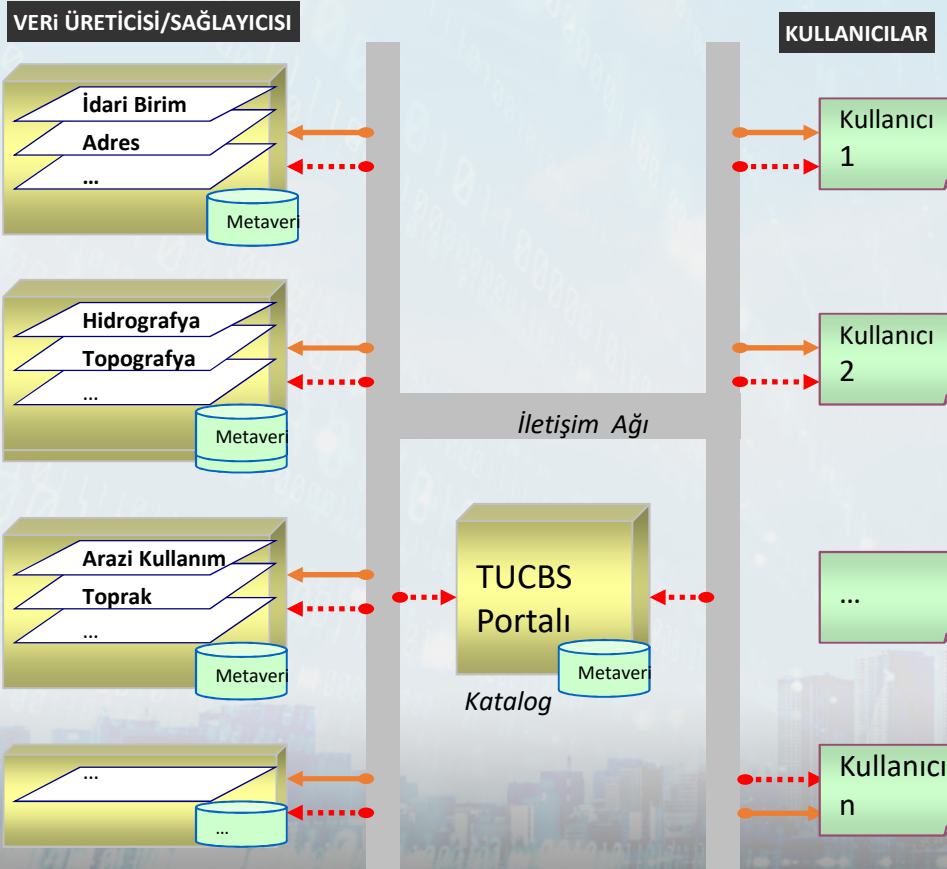 VERi ÜRETİCİSİ/SAĞLAYICISI
KULLANICILAR
İdari Birim
Adres
...
Metaveri
Kullanıcı
1
Hidrografya
Topografya
...
Metaveri
Kullanıcı
2
İletişim Ağı
Arazi Kullanım
Toprak
...
Metaveri
TUCBS
Portalı
Metaveri
Katalog
...
...
...
Kullanıcı
n